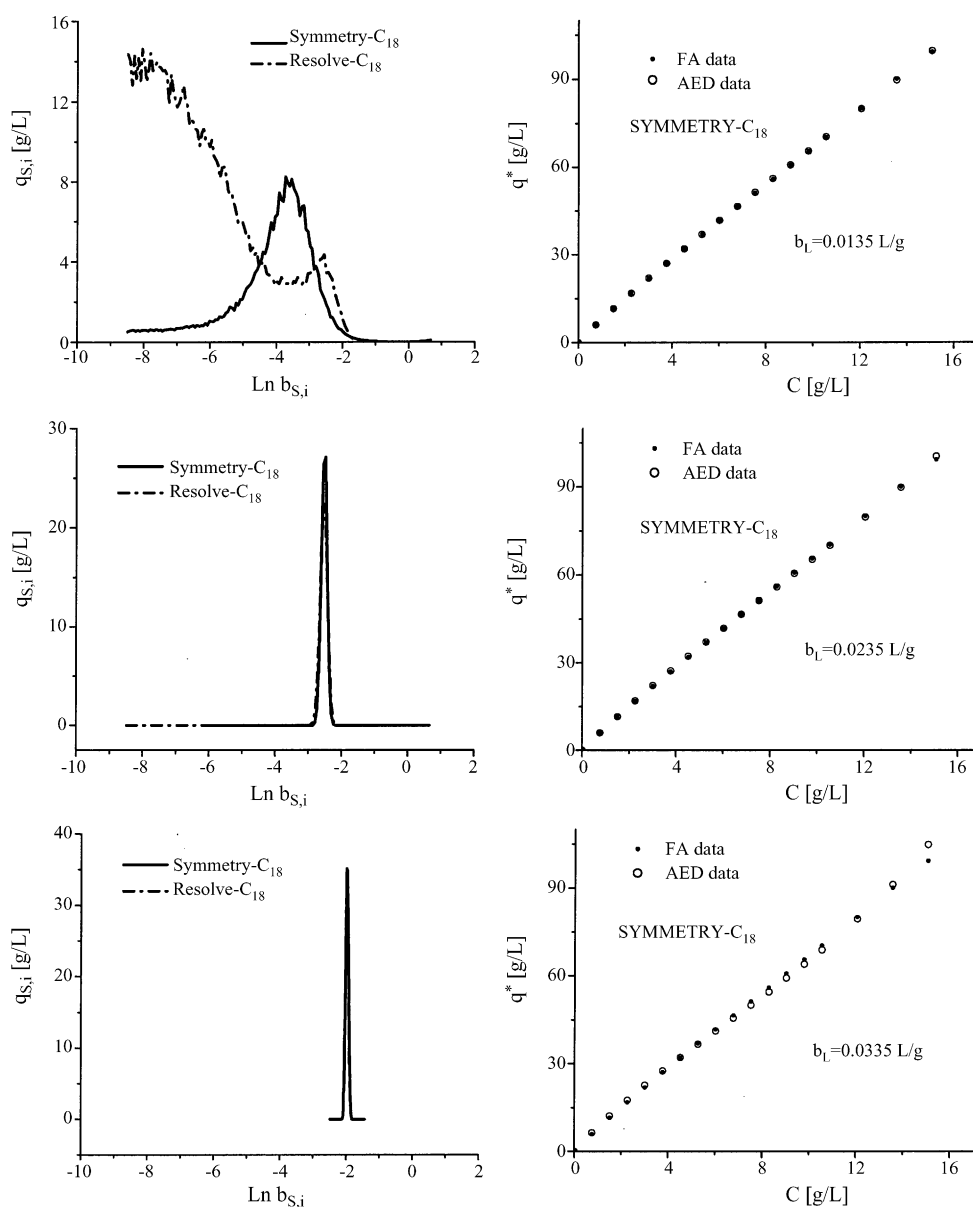 Symmetry-C18
Resolve-C18
qS,i [g/L]
16
12
8
4
0
-10 -8 -6 -4 -2 0 2
Ln bS,i
FA data
AED data
SYMMETRY-C18
bL=0.0135 L/g
q* [g/L]
90
60
30
0
0 4 8 12 16
C [g/L]
Symmetry-C18
Resolve-C18
qS,i [g/L]
30
20
10
0
-10 -8 -6 -4 -2 0 2
Ln bS,i
FA data
AED data
SYMMETRY-C18
bL=0.0235 L/g
q* [g/L]
90
60
30
0
0 4 8 12 16
C [g/L]
Symmetry-C18
Resolve-C18
qS,i [g/L]
40
30
20
10
0
-10 -8 -6 -4 -2 0 2
Ln bS,i
FA data
AED data
SYMMETRY-C18
bL=0.0335 L/g
q* [g/L]
90
60
30
0
0 4 8 12 16
C [g/L]